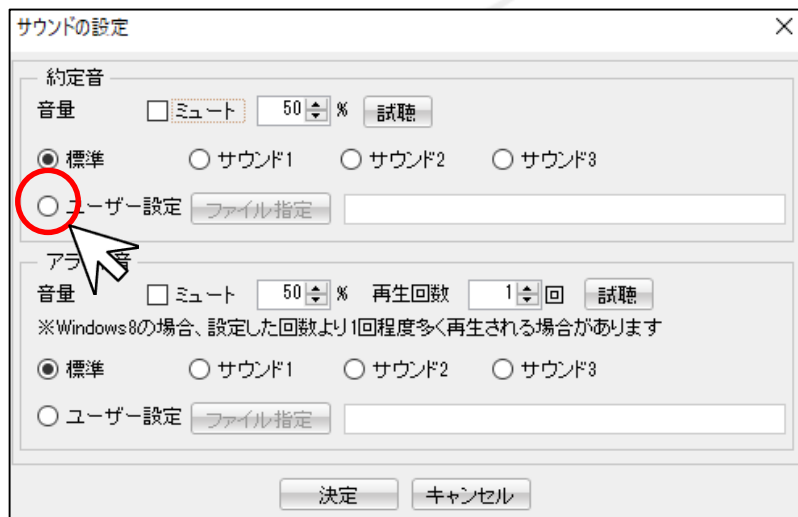 サウンドの設定
約定音
音量 ミュート 50 % 試聴
標準 サウンド1 サウンド2 サウンド3
ユーザー設定 ファイル指定
アラ 音
音量 ミュート 50 % 再生回数 1 回 試聴
※Windows8の場合、設定した回数より1回程度多く再生される場合があります
標準 サウンド1 サウンド2 サウンド3
ユーザー設定 ファイル指定
決定 キャンセル